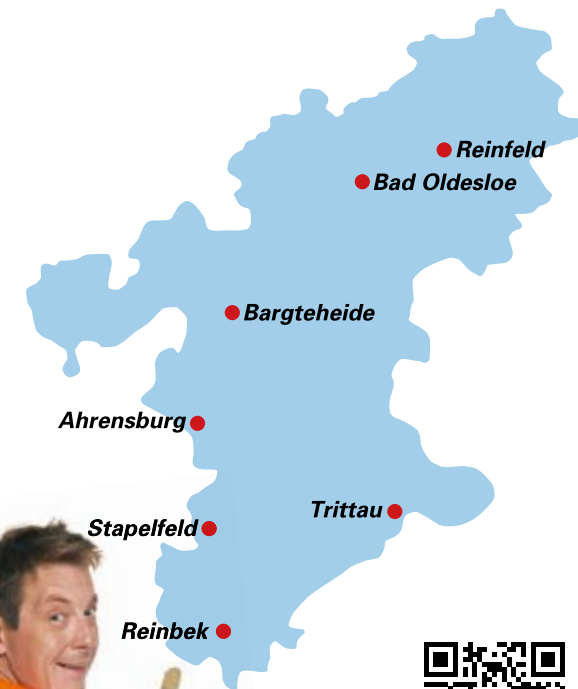 Reinfeld
Bad Oldesloe
Bargteheide
Ahrensburg
Trittau
Stapelfeld
Reinbek